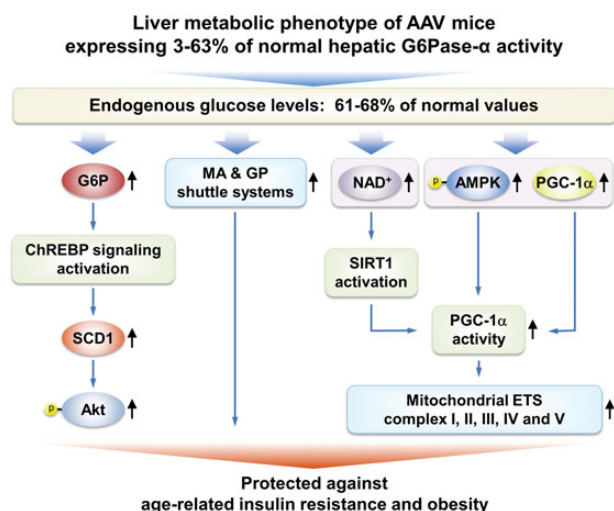 Liver metabolic phenotype of AAV mice
expressing 3-63% of normal hepatic G6Pase-α activity
Endogenous glucose levels: 61-68% of normal values
G6P
MA & GP
shuttle systems
NAD⁺
P
AMPK
PGC-1α
ChREBP signaling
activation
SIRT1
activation
SCD1
PGC-1α
activity
P
Akt
Mitochondrial ETS
complex I, II, III, IV and V
Protected against
age-related insulin resistance and obesity